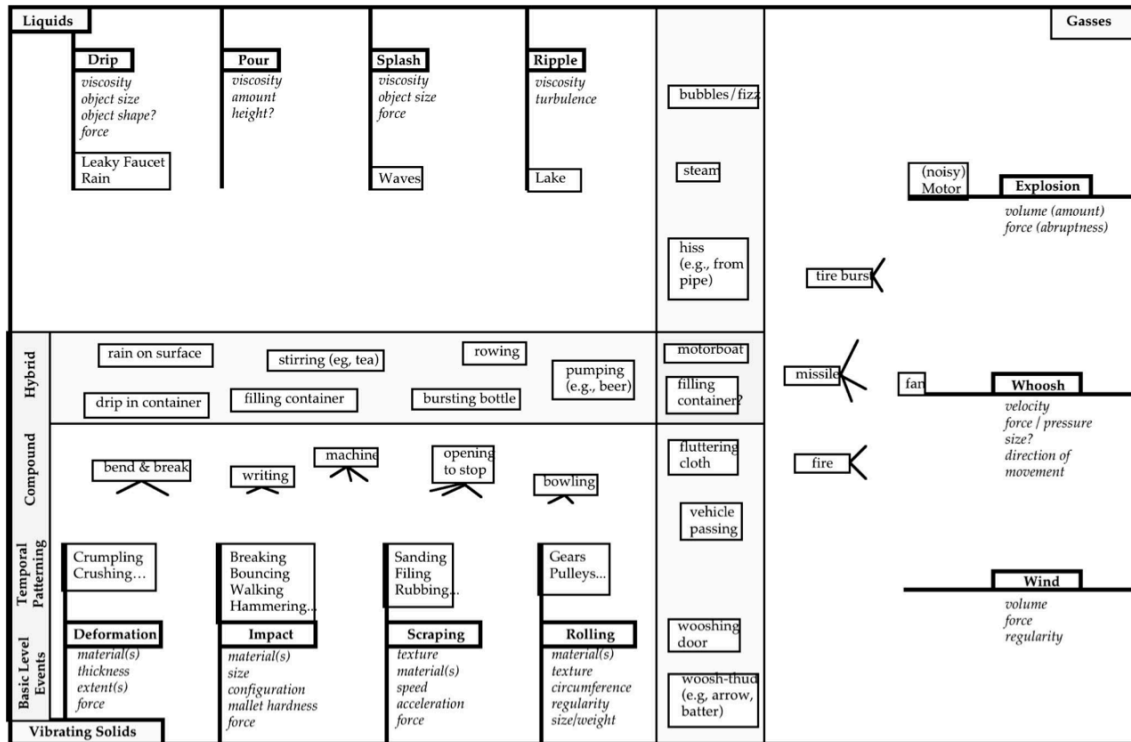 Liquids
Gasses
Drip
viscosity
object size
object shape?
force
Leaky Faucet
Rain
Pour
viscosity
amount
height?
Splash
viscosity
object size
force
Waves
Ripple
viscosity
turbulence
Lake
bubbles/fizz
steam
hiss
(e.g., from
pipe)
(noisy)
Motor
Explosion
volume (amount)
force (abruptness)
tire burst
Hybrid
rain on surface
stirring (eg, tea)
rowing
pumping
(e.g., beer)
drip in container
filling container
bursting bottle
motorboat
filling
container?
missile
fan
Whoosh
velocity
force / pressure
size?
direction of
movement
Compound
bend & break
writing
machine
opening
to stop
bowling
fluttering
cloth
fire
vehicle
passing
Temporal
Patterning
Crumpling
Crushing…
Breaking
Bouncing
Walking
Hammering...
Sanding
Filing
Rubbing...
Gears
Pulleys...
Wind
volume
force
regularity
Basic Level
Events
Deformation
material(s)
thickness
extent(s)
force
Impact
material(s)
size
configuration
mallet hardness
force
Scraping
texture
material(s)
speed
acceleration
force
Rolling
material(s)
texture
circumference
regularity
size/weight
wooshing
door
woosh-thud
(e.g, arrow,
batter)
Vibrating Solids